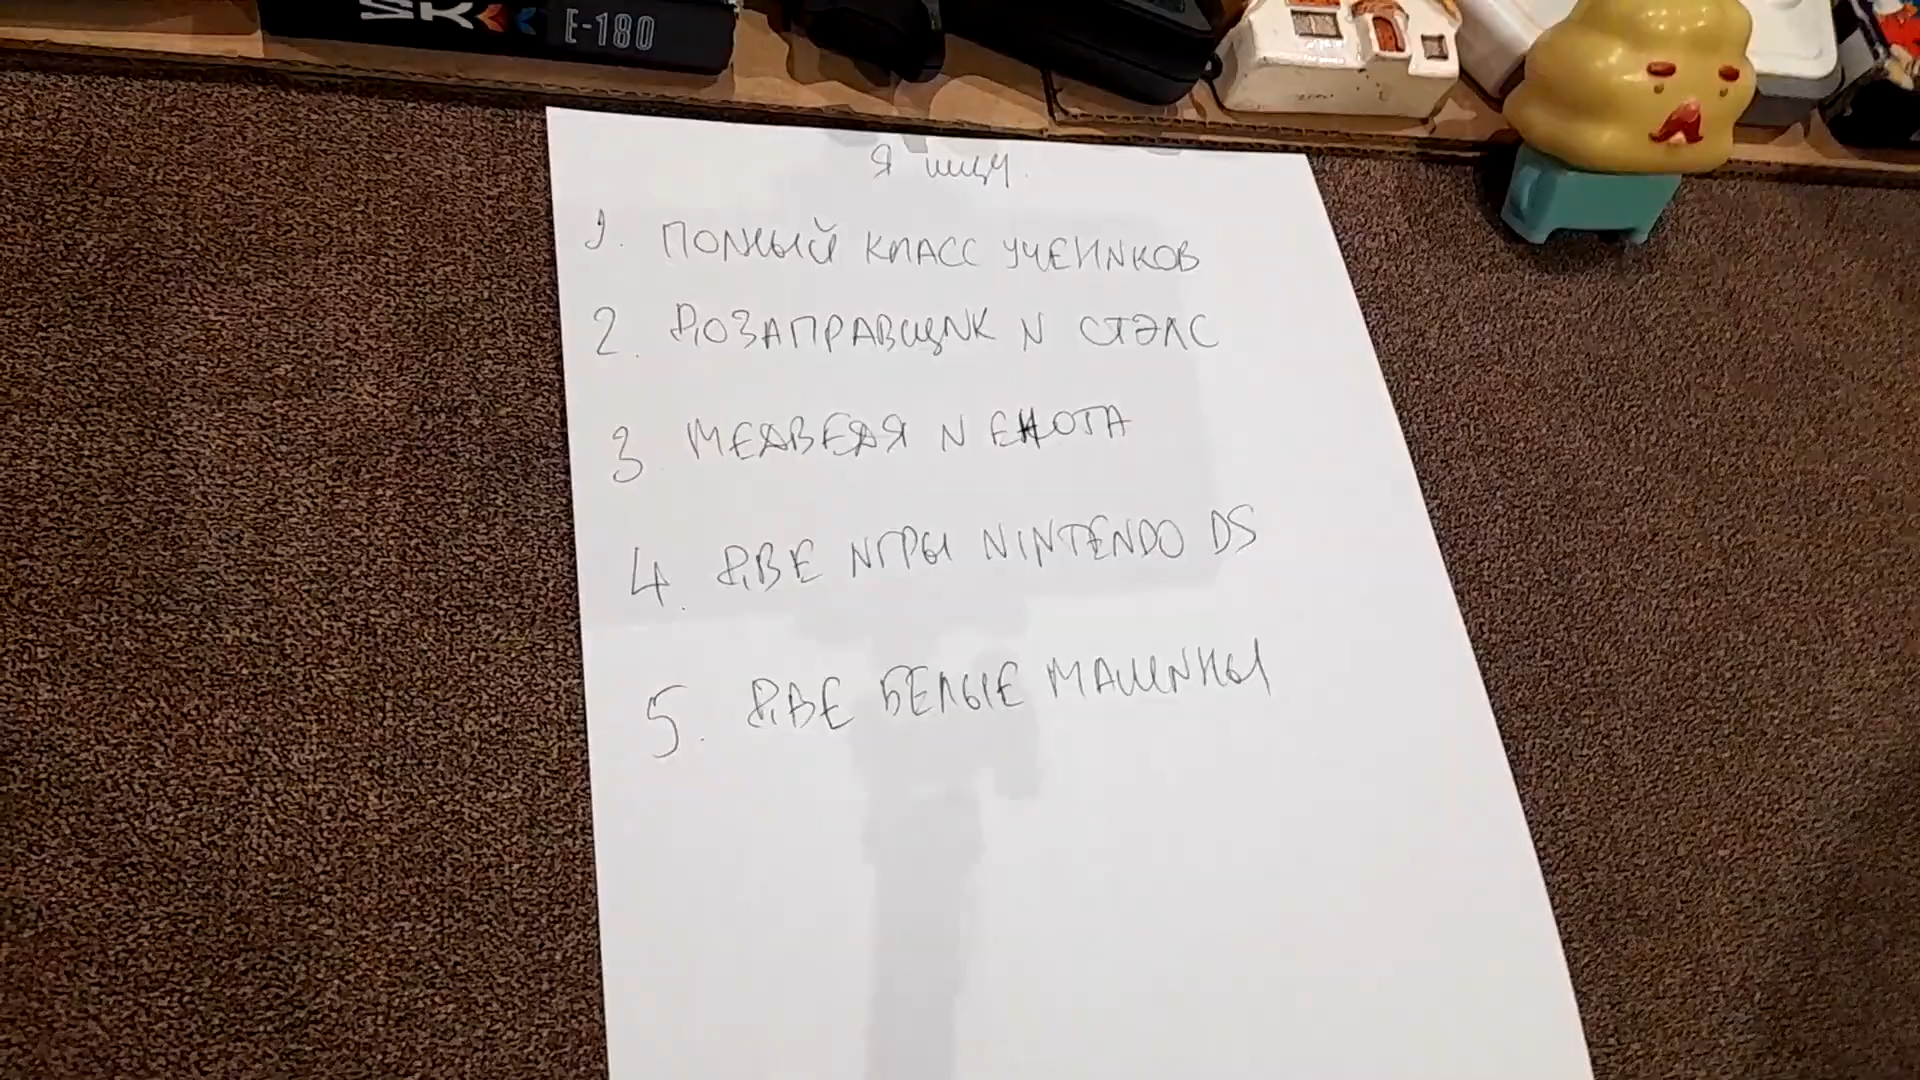 SK E-180
Я ищу
1. ПОЛНЫЙ КЛАСС УЧЕНИКОВ
2. ДОЗАПРАВЩИК И СТЭЛС
3 МЕДВЕДЯ И ЕНОТА
4. ДВЕ ИГРЫ NINTENDO DS
5. ДВЕ БЕЛЫЕ МАШИНЫ